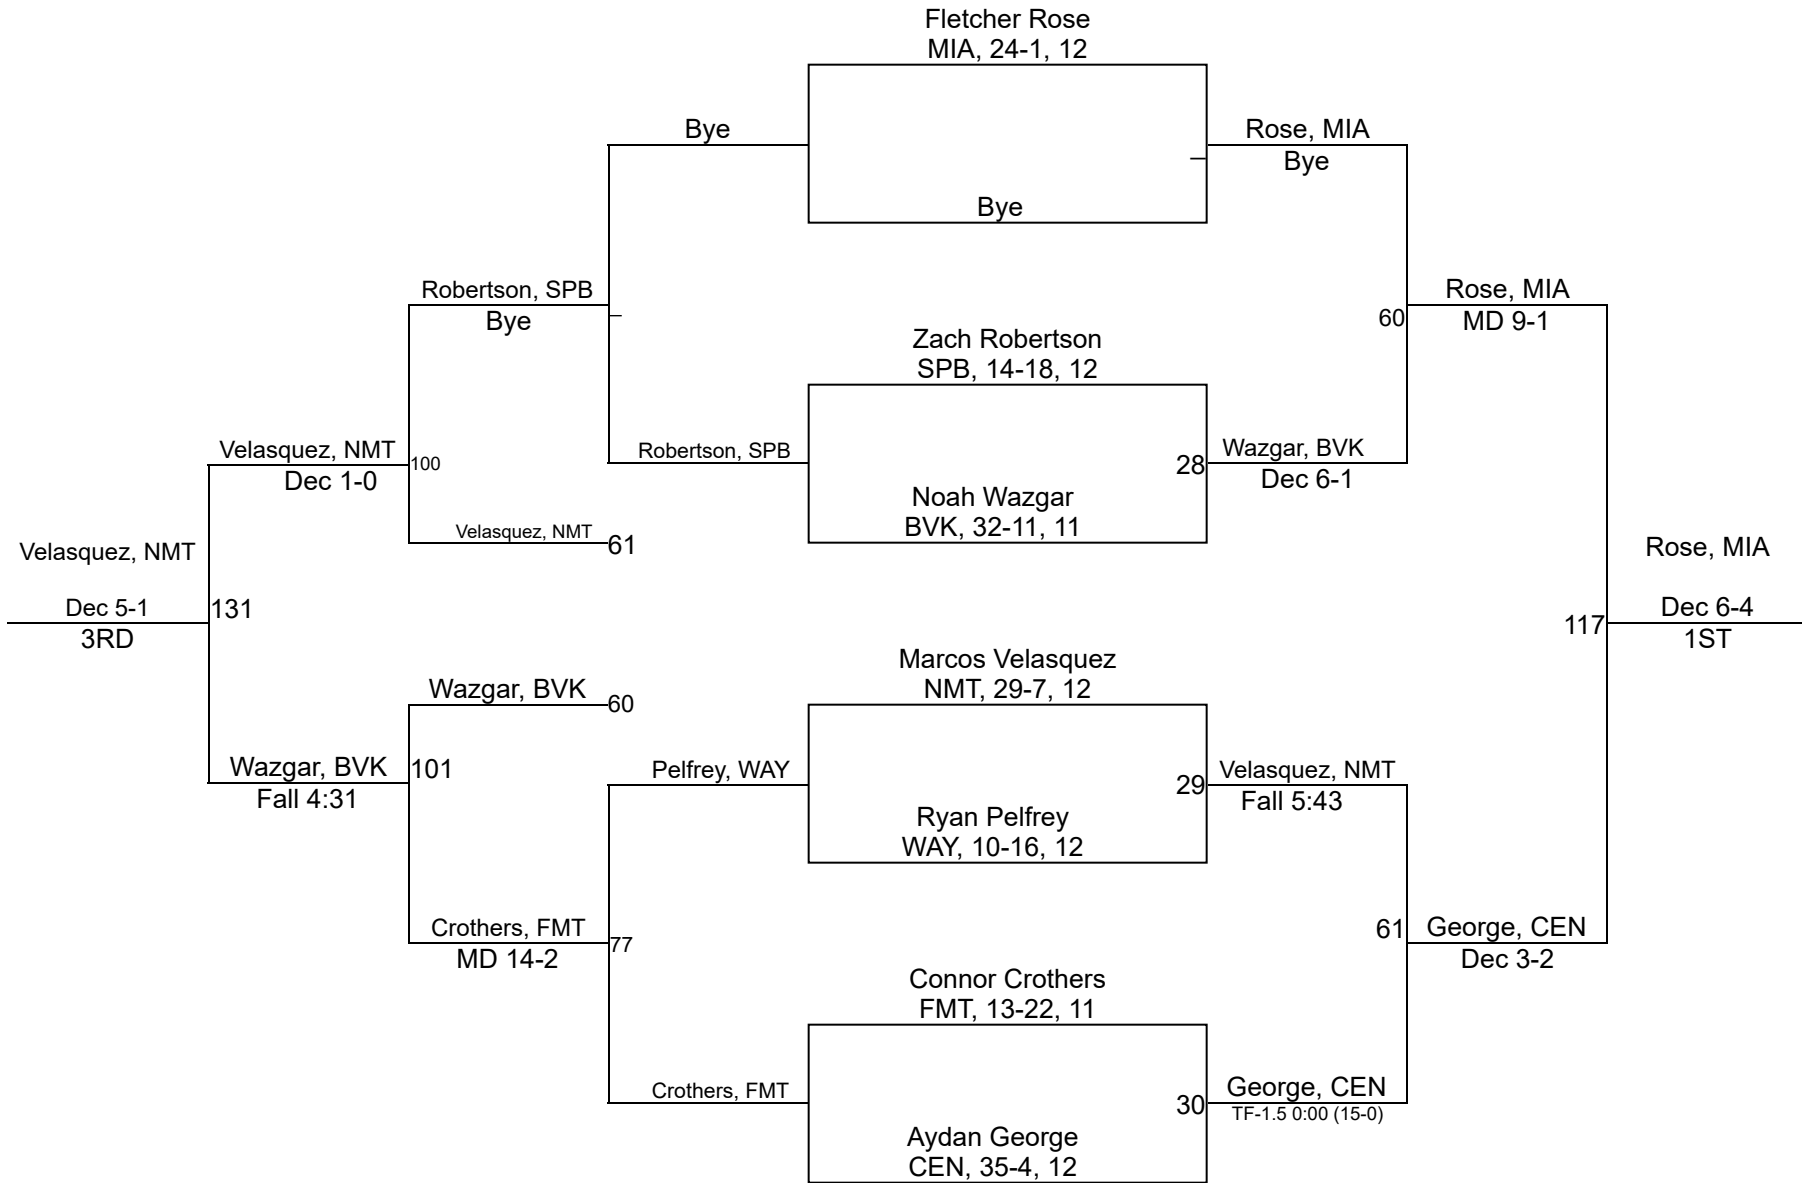 Fletcher Rose
MIA, 24-1, 12
Bye
Rose, MIA
Bye
Bye
Robertson, SPB
Bye
Rose, MIA
60
MD 9-1
Zach Robertson
SPB, 14-18, 12
Velasquez, NMT
100
Dec 1-0
Robertson, SPB
28
Wazgar, BVK
Dec 6-1
Noah Wazgar
BVK, 32-11, 11
Velasquez, NMT
61
Velasquez, NMT
Rose, MIA
Dec 5-1
131
3RD
117
Dec 6-4
1ST
Marcos Velasquez
NMT, 29-7, 12
Wazgar, BVK
60
Wazgar, BVK
101
Fall 4:31
Pelfrey, WAY
29
Velasquez, NMT
Fall 5:43
Ryan Pelfrey
WAY, 10-16, 12
Crothers, FMT
77
MD 14-2
61
George, CEN
Dec 3-2
Connor Crothers
FMT, 13-22, 11
Crothers, FMT
30
George, CEN
TF-1.5 0:00 (15-0)
Aydan George
CEN, 35-4, 12